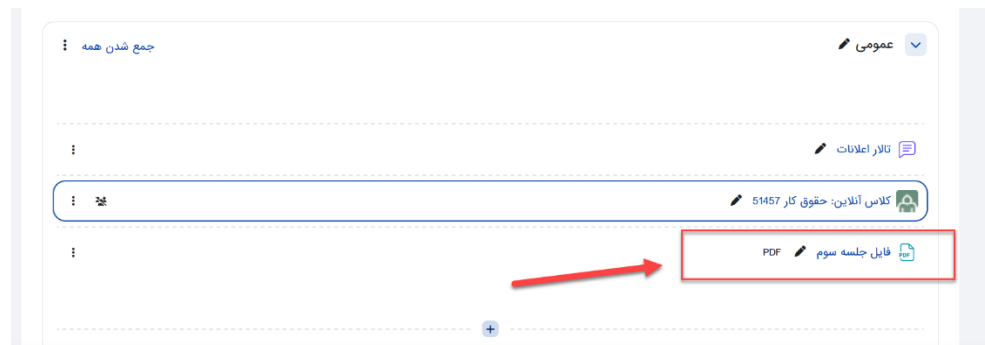 عمومی
جمع شدن همه
تالار اعلانات
کلاس آنلاین: حقوق کار 51457
فایل جلسه سوم PDF